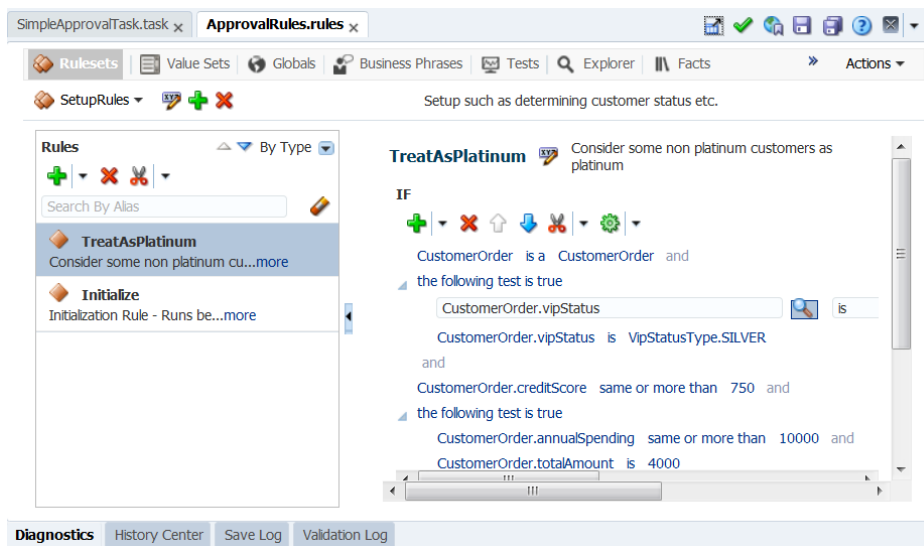 SimpleApprovalTask.task x ApprovalRules.rules x
Rulesets Value Sets Globals Business Phrases Tests Explorer Facts » Actions
SetupRules Setup such as determining customer status etc.
Rules By Type
Search By Alias
TreatAsPlatinum
Consider some non platinum cu...more
Initialize
Initialization Rule - Runs be...more
TreatAsPlatinum Consider some non platinum customers as
platinum
IF
CustomerOrder is a CustomerOrder and
the following test is true
CustomerOrder.vipStatus is
CustomerOrder.vipStatus is VipStatusType.SILVER
and
CustomerOrder.creditScore same or more than 750 and
the following test is true
CustomerOrder.annualSpending same or more than 10000 and
CustomerOrder.totalAmount is 4000
Diagnostics History Center Save Log Validation Log